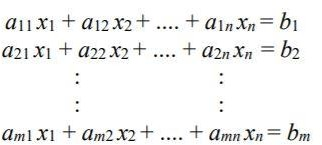 a11 x1 + a12 x2 + .... + a1n xn = b1
a21 x1 + a22 x2 + .... + a2n xn = b2
: :
: :
am1 x1 + am2 x2 + .... + amn xn = bm